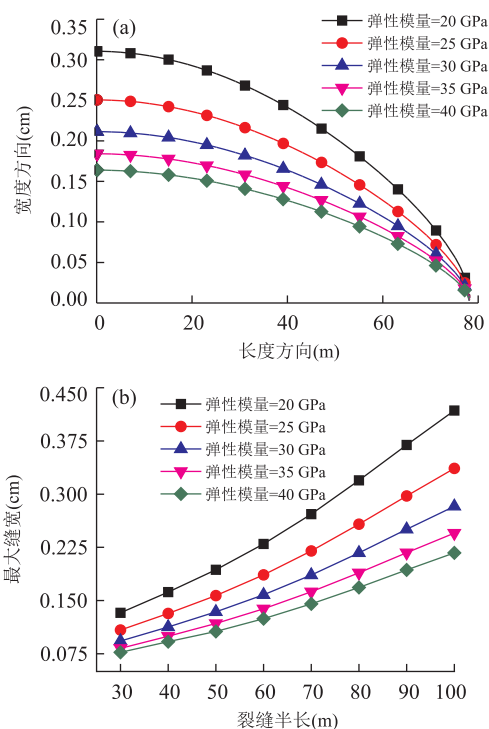 (a)
弹性模量=20 GPa
弹性模量=25 GPa
弹性模量=30 GPa
弹性模量=35 GPa
弹性模量=40 GPa
宽度方向(cm)
0.35
0.30
0.25
0.20
0.15
0.10
0.05
0.00
0 20 40 60 80
长度方向(m)
(b)
弹性模量=20 GPa
弹性模量=25 GPa
弹性模量=30 GPa
弹性模量=35 GPa
弹性模量=40 GPa
最大缝宽(cm)
0.450
0.375
0.300
0.225
0.150
0.075
30 40 50 60 70 80 90 100
裂缝半长(m)